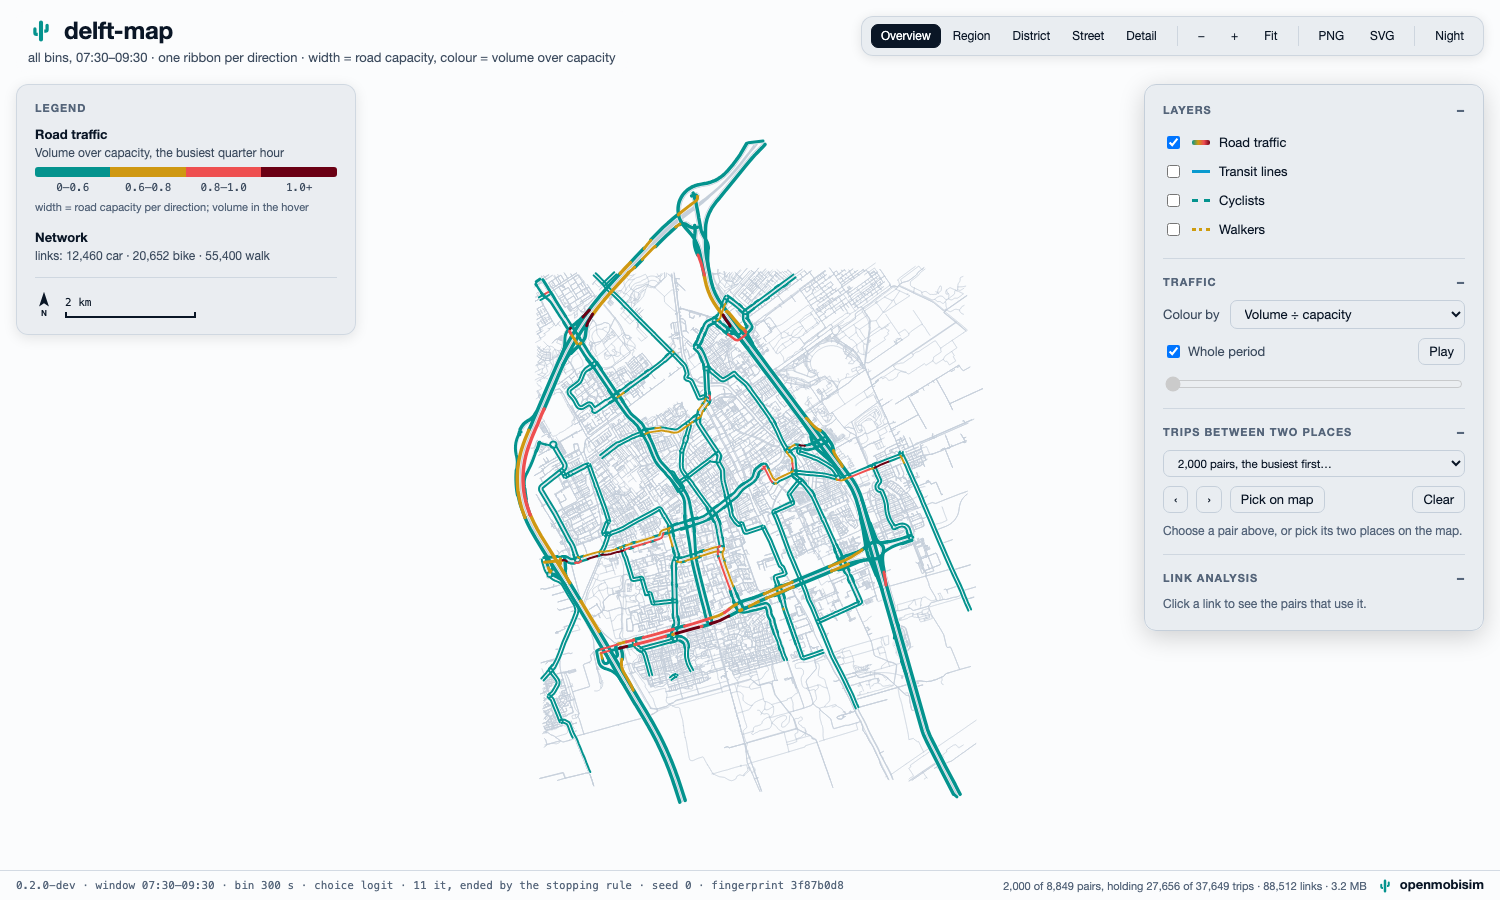 delft-map
all bins, 07:30–09:30 · one ribbon per direction · width = road capacity, colour = volume over capacity
Overview Region District Street Detail − + Fit PNG SVG Night
LEGEND
Road traffic
Volume over capacity, the busiest quarter hour
0–0.6 0.6–0.8 0.8–1.0 1.0+
width = road capacity per direction; volume in the hover
Network
links: 12,460 car · 20,652 bike · 55,400 walk
N 2 km
LAYERS −
Road traffic
Transit lines
Cyclists
Walkers
TRAFFIC −
Colour by Volume ÷ capacity
Whole period Play
TRIPS BETWEEN TWO PLACES −
2,000 pairs, the busiest first…
‹ › Pick on map Clear
Choose a pair above, or pick its two places on the map.
LINK ANALYSIS −
Click a link to see the pairs that use it.
0.2.0-dev · window 07:30–09:30 · bin 300 s · choice logit · 11 it, ended by the stopping rule · seed 0 · fingerprint 3f87b0d8
2,000 of 8,849 pairs, holding 27,656 of 37,649 trips · 88,512 links · 3.2 MB openmobisim